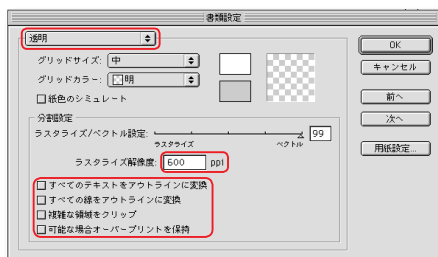 書類設定
透明
グリッドサイズ: 中
グリッドカラー: 明
紙色のシミュレート
分割設定
ラスタライズ/ベクトル設定: 99
ラスタライズ ベクトル
ラスタライズ解像度: 600 ppi
すべてのテキストをアウトラインに変換
すべての線をアウトラインに変換
複雑な領域をクリップ
可能な場合オーバープリントを保持
OK
キャンセル
前へ
次へ
用紙設定...